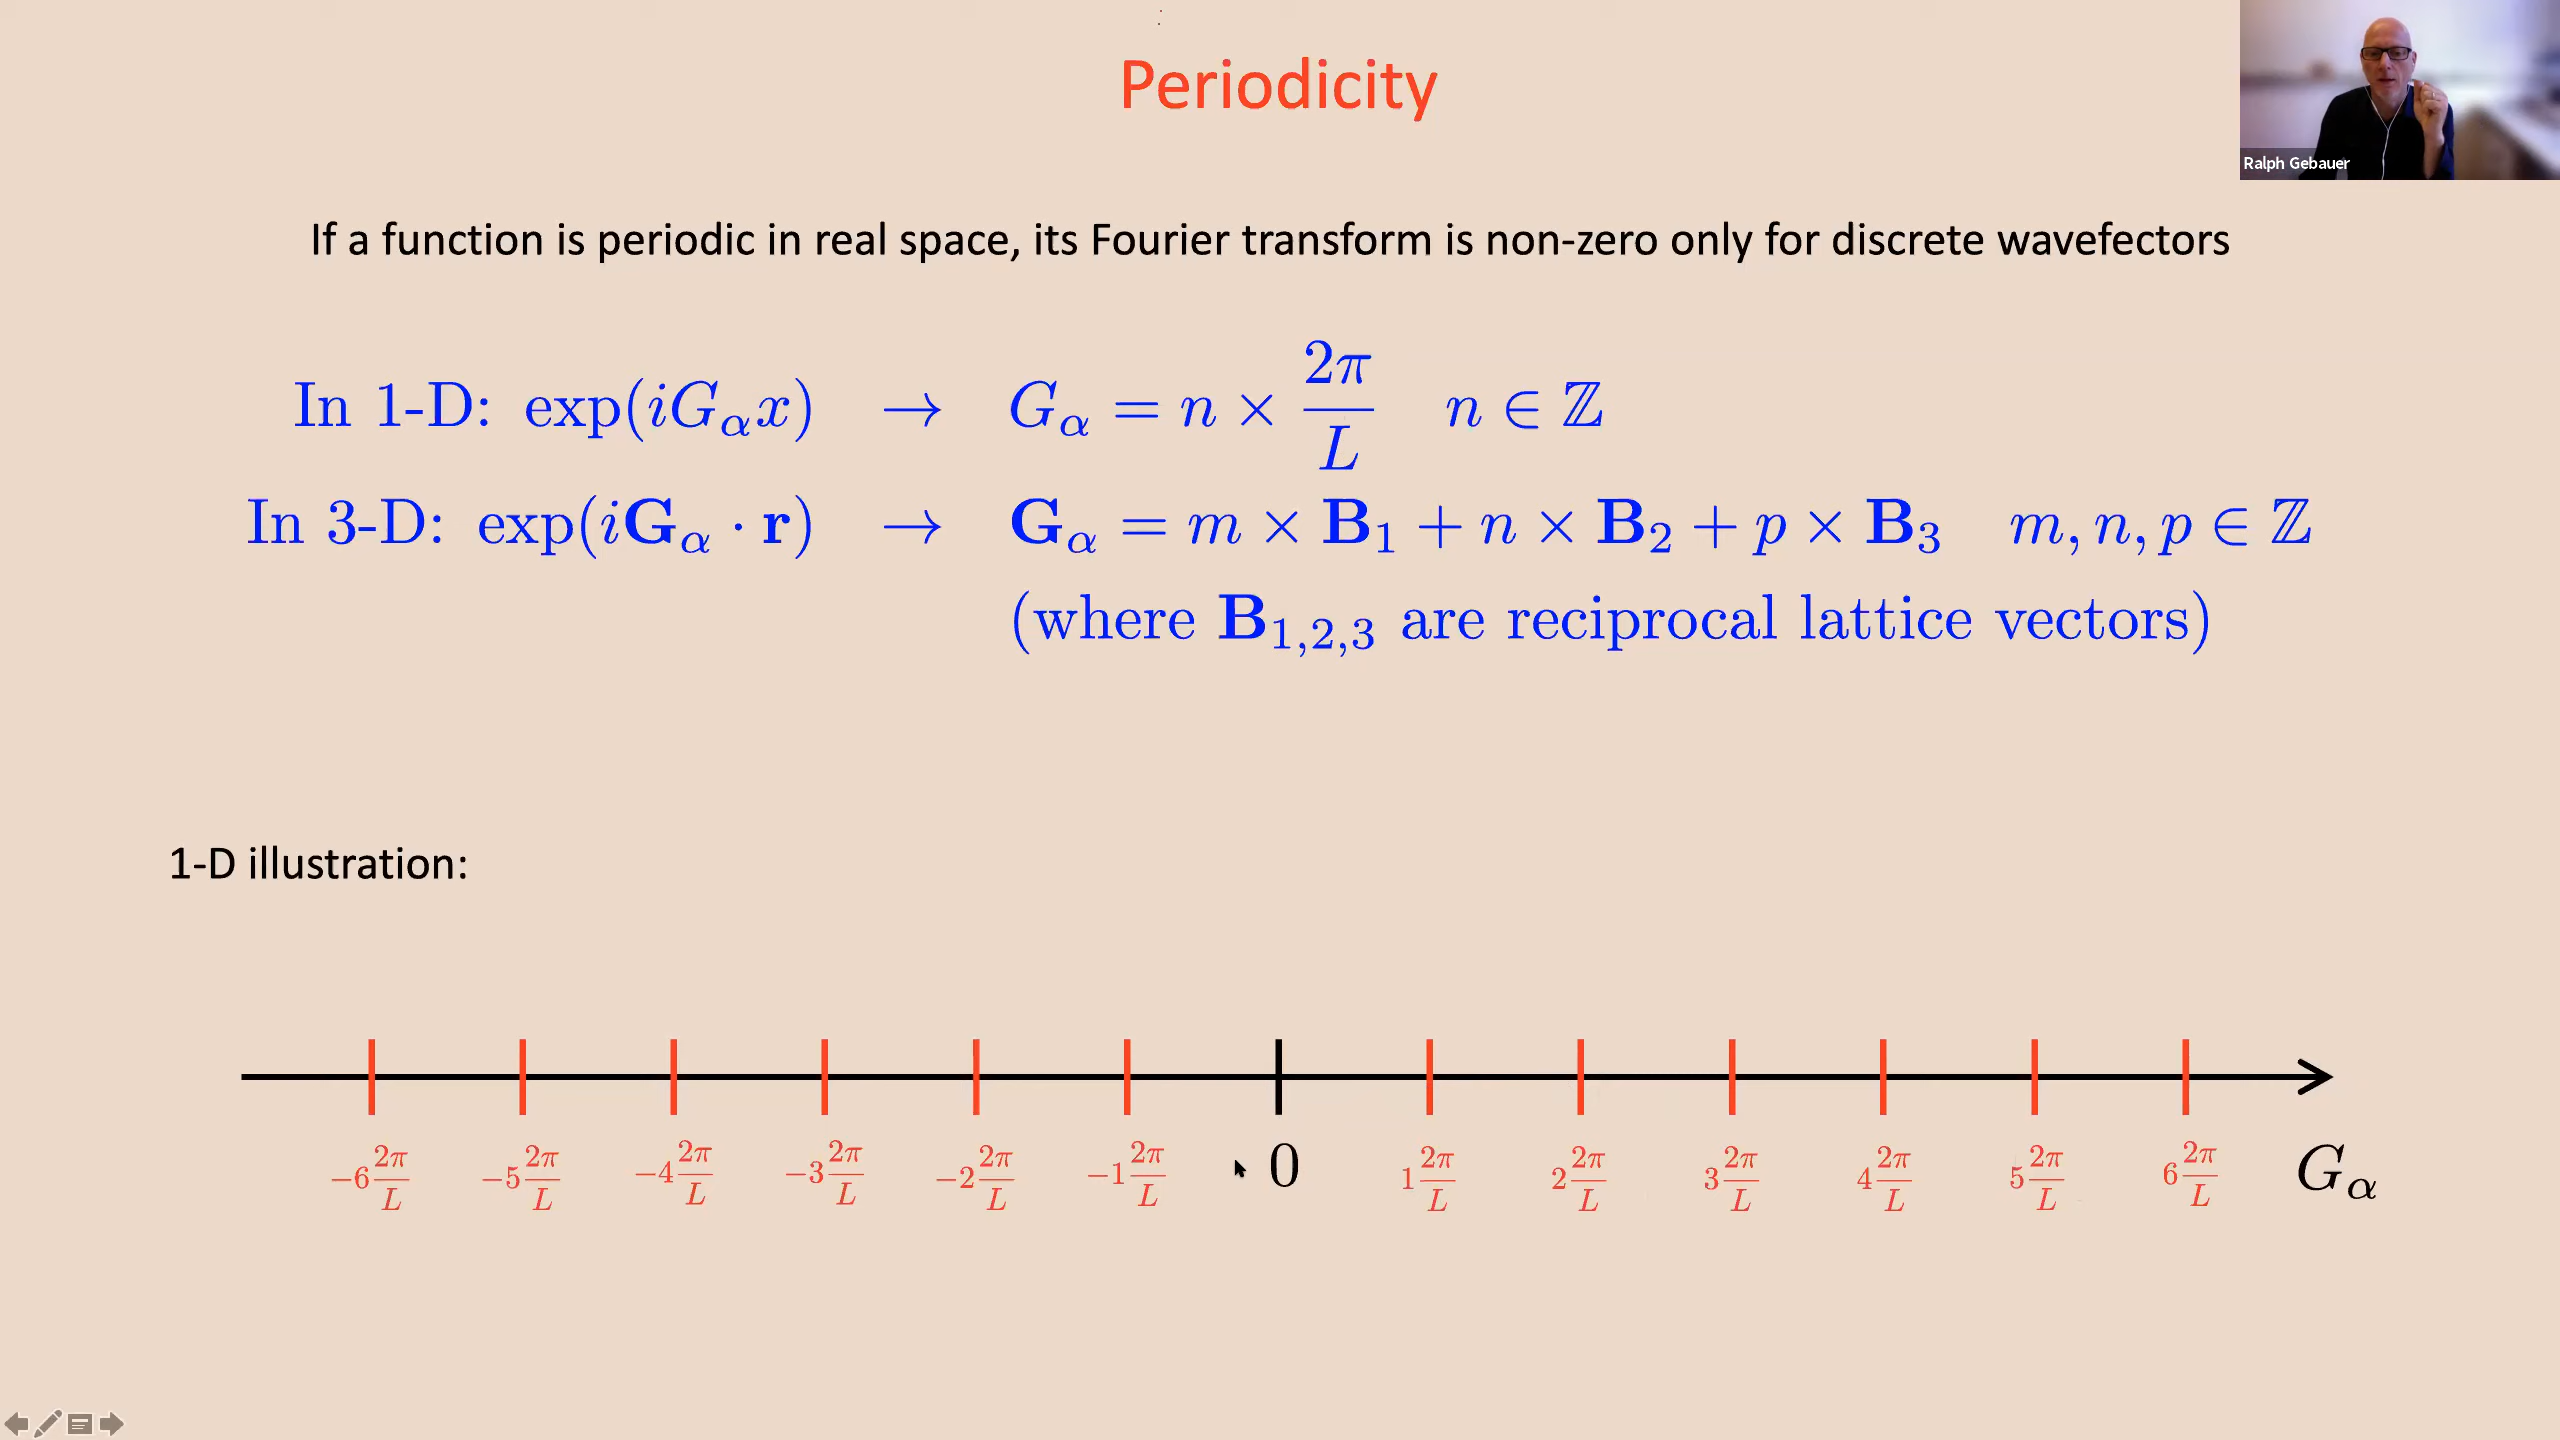 Periodicity
Ralph Gebauer
If a function is periodic in real space, its Fourier transform is non-zero only for discrete wavefectors
In 1-D: exp(iG_α x) → G_α = n × 2π/L n ∈ ℤ
In 3-D: exp(i𝐆_α · 𝐫) → 𝐆_α = m × 𝐁_1 + n × 𝐁_2 + p × 𝐁_3 m, n, p ∈ ℤ
(where 𝐁_1,2,3 are reciprocal lattice vectors)
1-D illustration:
−6 2π/L −5 2π/L −4 2π/L −3 2π/L −2 2π/L −1 2π/L 0 1 2π/L 2 2π/L 3 2π/L 4 2π/L 5 2π/L 6 2π/L G_α